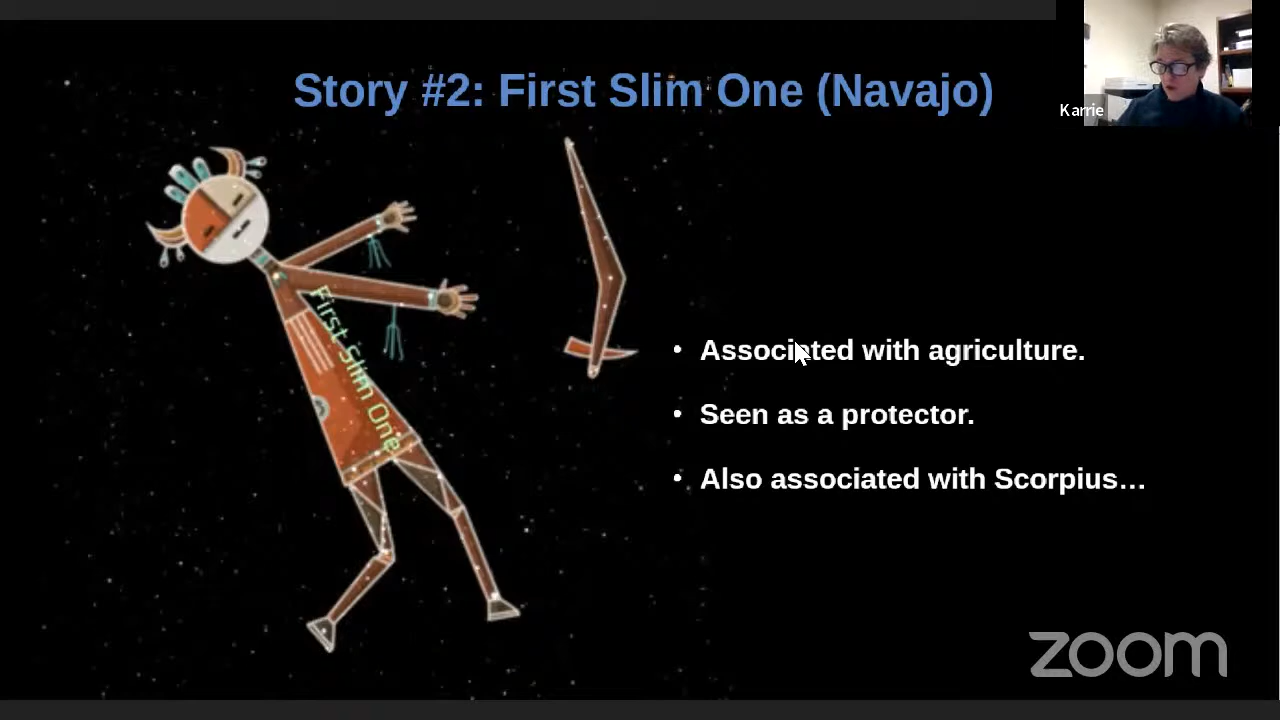 Story #2: First Slim One (Navajo)
Karrie
First Slim One
• Associated with agriculture.
• Seen as a protector.
• Also associated with Scorpius…
zoom